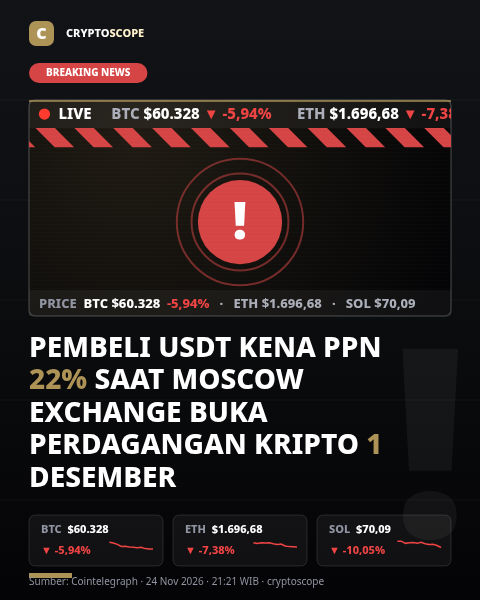 C CRYPTOSCOPE
BREAKING NEWS
LIVE BTC $60.328 ▼ -5,94% ETH $1.696,68 ▼ -7,38
!
PRICE BTC $60.328 -5,94% · ETH $1.696,68 · SOL $70,09
PEMBELI USDT KENA PPN
22% SAAT MOSCOW
EXCHANGE BUKA
PERDAGANGAN KRIPTO 1
DESEMBER
!
BTC $60.328
▼ -5,94%
ETH $1.696,68
▼ -7,38%
SOL $70,09
▼ -10,05%
Sumber: Cointelegraph · 24 Nov 2026 · 21:21 WIB · cryptoscope